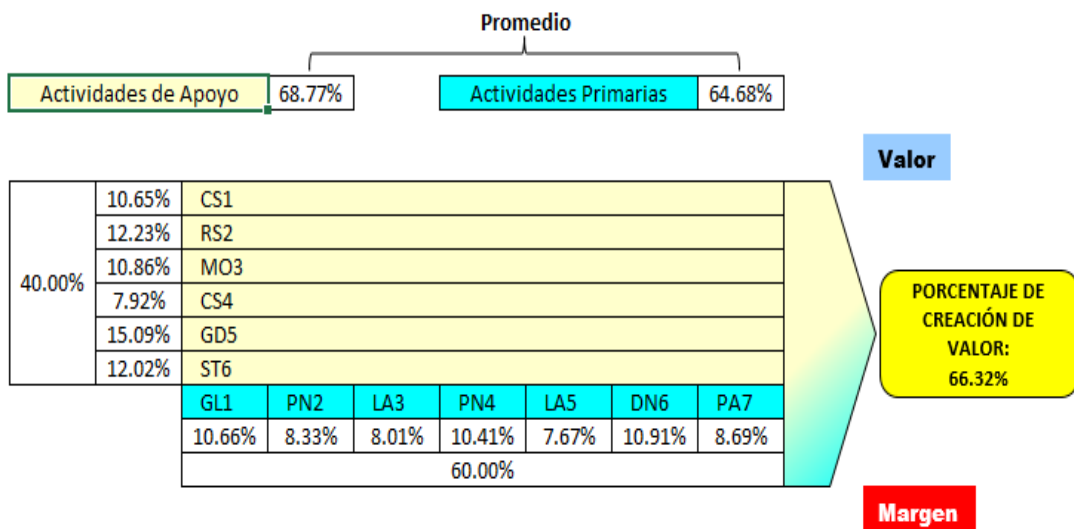 Promedio
Actividades de Apoyo 68.77% Actividades Primarias 64.68%
Valor
40.00%
10.65% CS1
12.23% RS2
10.86% MO3
7.92% CS4
15.09% GD5
12.02% ST6
GL1 PN2 LA3 PN4 LA5 DN6 PA7
10.66% 8.33% 8.01% 10.41% 7.67% 10.91% 8.69%
60.00%
PORCENTAJE DE
CREACIÓN DE
VALOR:
66.32%
Margen